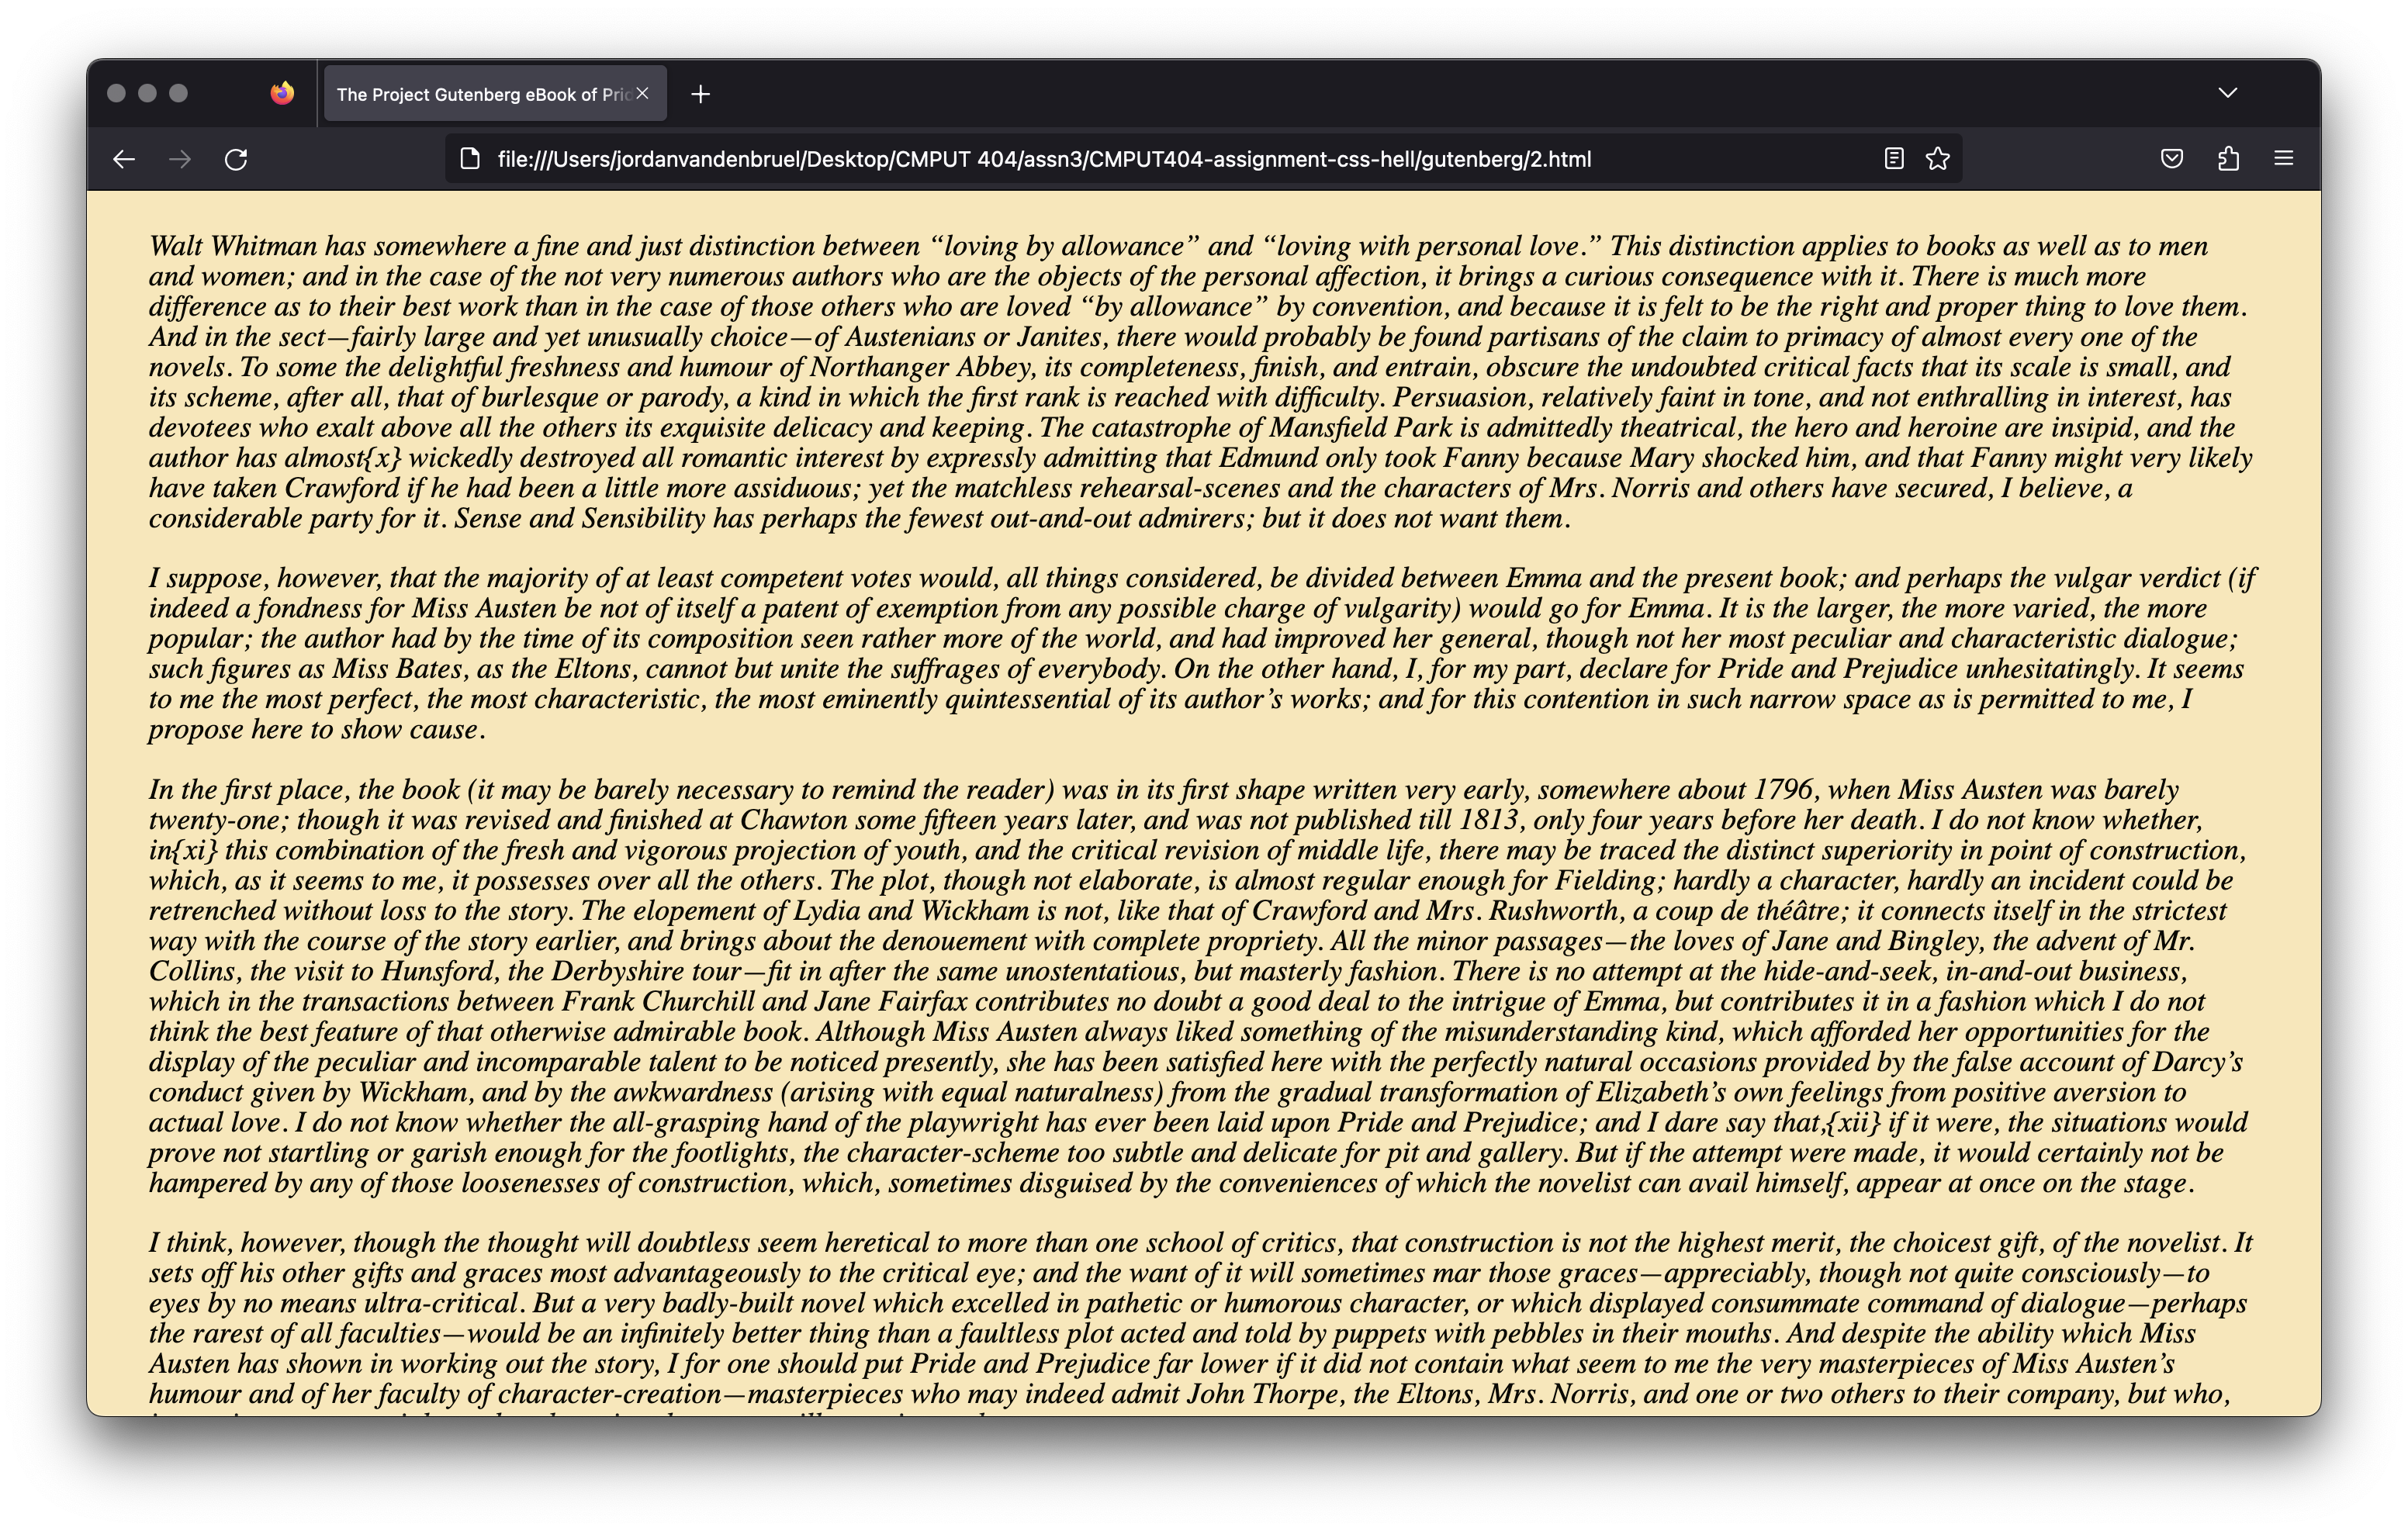 The Project Gutenberg eBook of Pric
file:///Users/jordanvandenbruel/Desktop/CMPUT 404/assn3/CMPUT404-assignment-css-hell/gutenberg/2.html
Walt Whitman has somewhere a fine and just distinction between “loving by allowance” and “loving with personal love.” This distinction applies to books as well as to men
and women; and in the case of the not very numerous authors who are the objects of the personal affection, it brings a curious consequence with it. There is much more
difference as to their best work than in the case of those others who are loved “by allowance” by convention, and because it is felt to be the right and proper thing to love them.
And in the sect—fairly large and yet unusually choice—of Austenians or Janites, there would probably be found partisans of the claim to primacy of almost every one of the
novels. To some the delightful freshness and humour of Northanger Abbey, its completeness, finish, and entrain, obscure the undoubted critical facts that its scale is small, and
its scheme, after all, that of burlesque or parody, a kind in which the first rank is reached with difficulty. Persuasion, relatively faint in tone, and not enthralling in interest, has
devotees who exalt above all the others its exquisite delicacy and keeping. The catastrophe of Mansfield Park is admittedly theatrical, the hero and heroine are insipid, and the
author has almost{x} wickedly destroyed all romantic interest by expressly admitting that Edmund only took Fanny because Mary shocked him, and that Fanny might very likely
have taken Crawford if he had been a little more assiduous; yet the matchless rehearsal-scenes and the characters of Mrs. Norris and others have secured, I believe, a
considerable party for it. Sense and Sensibility has perhaps the fewest out-and-out admirers; but it does not want them.
I suppose, however, that the majority of at least competent votes would, all things considered, be divided between Emma and the present book; and perhaps the vulgar verdict (if
indeed a fondness for Miss Austen be not of itself a patent of exemption from any possible charge of vulgarity) would go for Emma. It is the larger, the more varied, the more
popular; the author had by the time of its composition seen rather more of the world, and had improved her general, though not her most peculiar and characteristic dialogue;
such figures as Miss Bates, as the Eltons, cannot but unite the suffrages of everybody. On the other hand, I, for my part, declare for Pride and Prejudice unhesitatingly. It seems
to me the most perfect, the most characteristic, the most eminently quintessential of its author’s works; and for this contention in such narrow space as is permitted to me, I
propose here to show cause.
In the first place, the book (it may be barely necessary to remind the reader) was in its first shape written very early, somewhere about 1796, when Miss Austen was barely
twenty-one; though it was revised and finished at Chawton some fifteen years later, and was not published till 1813, only four years before her death. I do not know whether,
in{xi} this combination of the fresh and vigorous projection of youth, and the critical revision of middle life, there may be traced the distinct superiority in point of construction,
which, as it seems to me, it possesses over all the others. The plot, though not elaborate, is almost regular enough for Fielding; hardly a character, hardly an incident could be
retrenched without loss to the story. The elopement of Lydia and Wickham is not, like that of Crawford and Mrs. Rushworth, a coup de théâtre; it connects itself in the strictest
way with the course of the story earlier, and brings about the denouement with complete propriety. All the minor passages—the loves of Jane and Bingley, the advent of Mr.
Collins, the visit to Hunsford, the Derbyshire tour—fit in after the same unostentatious, but masterly fashion. There is no attempt at the hide-and-seek, in-and-out business,
which in the transactions between Frank Churchill and Jane Fairfax contributes no doubt a good deal to the intrigue of Emma, but contributes it in a fashion which I do not
think the best feature of that otherwise admirable book. Although Miss Austen always liked something of the misunderstanding kind, which afforded her opportunities for the
display of the peculiar and incomparable talent to be noticed presently, she has been satisfied here with the perfectly natural occasions provided by the false account of Darcy’s
conduct given by Wickham, and by the awkwardness (arising with equal naturalness) from the gradual transformation of Elizabeth’s own feelings from positive aversion to
actual love. I do not know whether the all-grasping hand of the playwright has ever been laid upon Pride and Prejudice; and I dare say that,{xii} if it were, the situations would
prove not startling or garish enough for the footlights, the character-scheme too subtle and delicate for pit and gallery. But if the attempt were made, it would certainly not be
hampered by any of those loosenesses of construction, which, sometimes disguised by the conveniences of which the novelist can avail himself, appear at once on the stage.
I think, however, though the thought will doubtless seem heretical to more than one school of critics, that construction is not the highest merit, the choicest gift, of the novelist. It
sets off his other gifts and graces most advantageously to the critical eye; and the want of it will sometimes mar those graces—appreciably, though not quite consciously—to
eyes by no means ultra-critical. But a very badly-built novel which excelled in pathetic or humorous character, or which displayed consummate command of dialogue—perhaps
the rarest of all faculties—would be an infinitely better thing than a faultless plot acted and told by puppets with pebbles in their mouths. And despite the ability which Miss
Austen has shown in working out the story, I for one should put Pride and Prejudice far lower if it did not contain what seem to me the very masterpieces of Miss Austen’s
humour and of her faculty of character-creation—masterpieces who may indeed admit John Thorpe, the Eltons, Mrs. Norris, and one or two others to their company, but who,